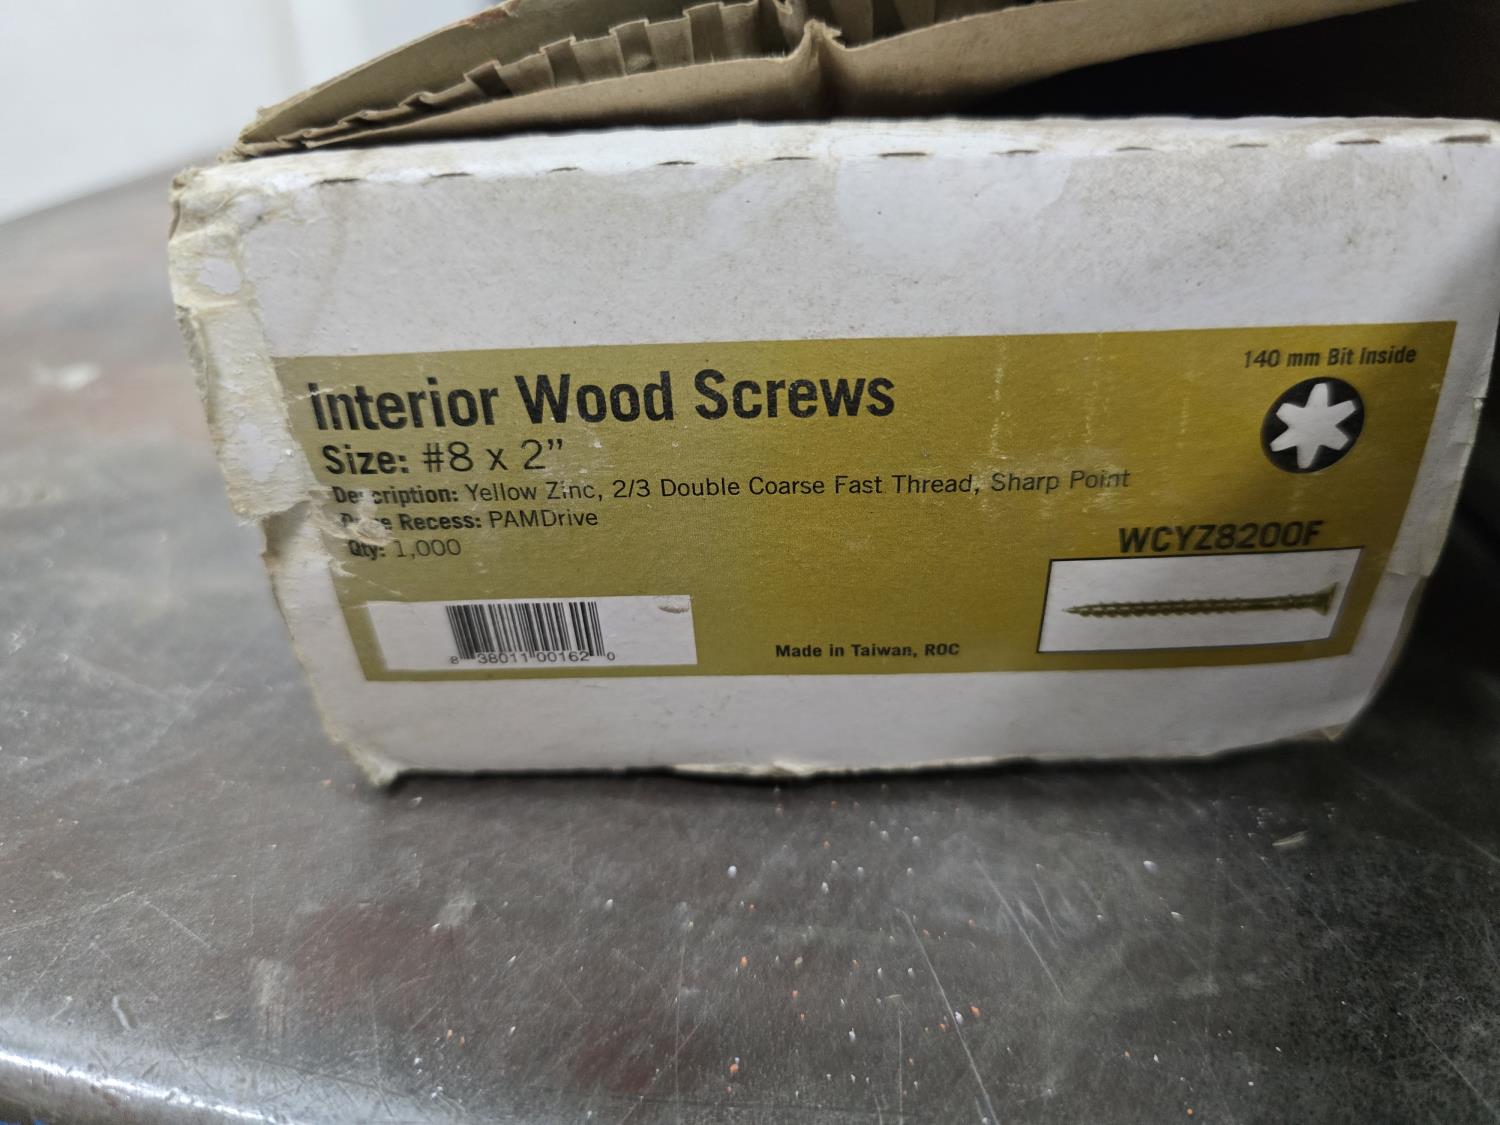 140 mm Bit Inside
Interior Wood Screws
Size: #8 x 2"
Description: Yellow Zinc, 2/3 Double Coarse Fast Thread, Sharp Point
Recess: PAMDrive
Qty: 1,000
WCYZ8200F
8 38011 00162 0
Made in Taiwan, ROC